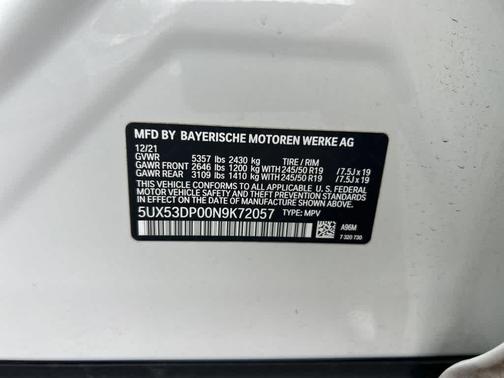 MFD BY BAYERISCHE MOTOREN WERKE AG
12/21
GVWR 5357 lbs 2430 kg TIRE / RIM
GAWR FRONT 2646 lbs 1200 kg WITH 245/50 R19 /7.5J x 19
GAWR REAR 3109 lbs 1410 kg WITH 245/50 R19 /7.5J x 19
THIS VEHICLE CONFORMS TO ALL APPLICABLE U.S. FEDERAL
MOTOR VEHICLE SAFETY AND THEFT PREVENTION STANDARDS
IN EFFECT ON THE DATE OF MANUFACTURE SHOWN ABOVE.
5UX53DP00N9K72057 TYPE: MPV
A96M
7 320 730